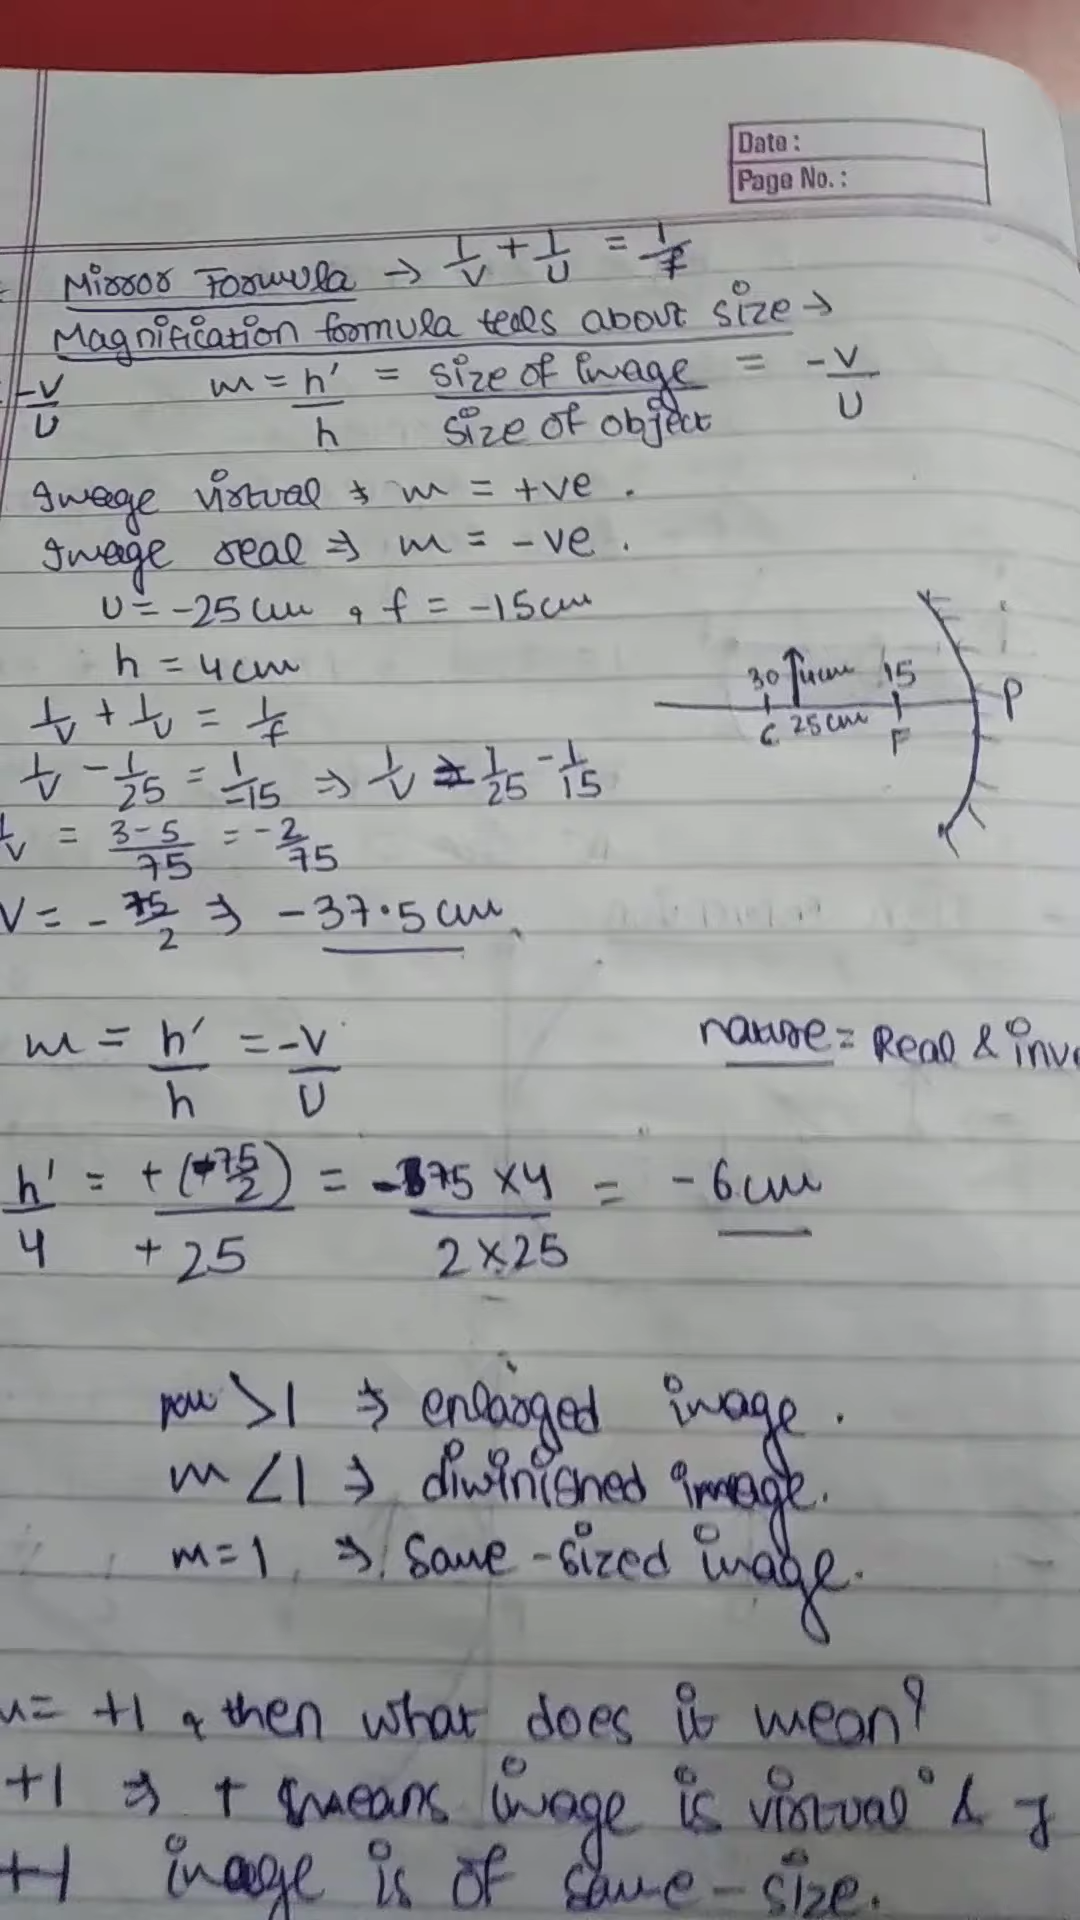 Date :
Page No. :
Mirror Formula → 1/v + 1/u = 1/f
Magnification formula tells about size →
-v/u m = h'/h = size of image/size of object = -v/u
Image virtual ⇒ m = +ve .
Image real ⇒ m = -ve .
u = -25 cm , f = -15 cm
h = 4 cm
30 4cm 15 P
C 25 cm F
1/v + 1/u = 1/f
1/v - 1/25 = 1/-15 ⇒ 1/v = 1/25 - 1/15
1/v = 3-5/75 = -2/75
V = - 75/2 ⇒ -37.5 cm
m = h'/h = -v/u
nature = Real & inv
h'/4 = +(-75/2)/+25 = -75 × 4/2 × 25 = -6 cm
>1 ⇒ enlarged image .
m < 1 ⇒ diminished image .
m = 1 ⇒ Same-sized image .
= +1 , then what does it mean?
+1 ⇒ + means image is virtual &
+1 image is of same-size.